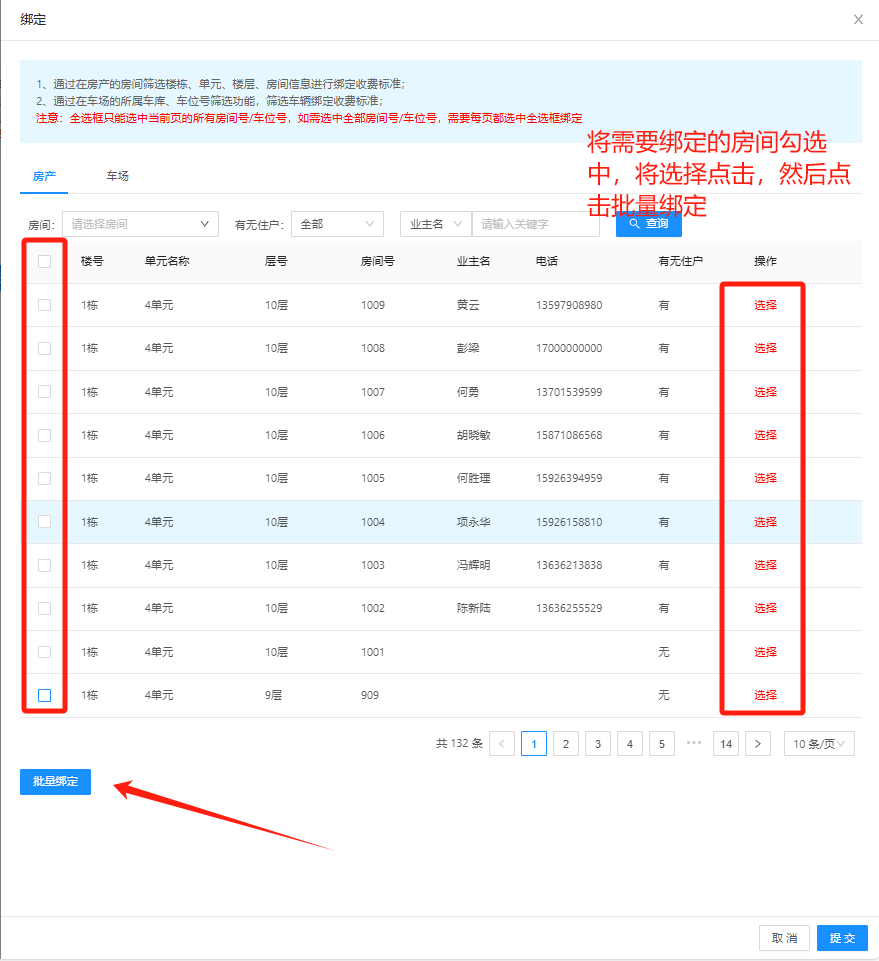 绑定
X
1、通过在房产的房间筛选楼栋、单元、楼层、房间信息进行绑定收费标准；
2、通过在车场的所属车库、车位号筛选功能，筛选车辆绑定收费标准；
注意：全选框只能选中当前页的所有房间号/车位号，如需选中全部房间号/车位号，需要每页都选中全选框绑定
将需要绑定的房间勾选
中，将选择点击，然后点
击批量绑定
房产 车场
房间： 请选择房间 有无住户： 全部 业主名 请输入关键字 查询
楼号 单元名称 层号 房间号 业主名 电话 有无住户 操作
1栋 4单元 10层 1009 黄云 13597908980 有 选择
1栋 4单元 10层 1008 彭梁 17000000000 有 选择
1栋 4单元 10层 1007 何勇 13701539599 有 选择
1栋 4单元 10层 1006 胡晓敏 15871086568 有 选择
1栋 4单元 10层 1005 何胜理 15926394959 有 选择
1栋 4单元 10层 1004 项永华 15926158810 有 选择
1栋 4单元 10层 1003 冯辉明 13636213838 有 选择
1栋 4单元 10层 1002 陈新陆 13636255529 有 选择
1栋 4单元 10层 1001 无 选择
1栋 4单元 9层 909 无 选择
共 132 条 < 1 2 3 4 5 ••• 14 > 10 条/页
批量绑定
取 消 提 交